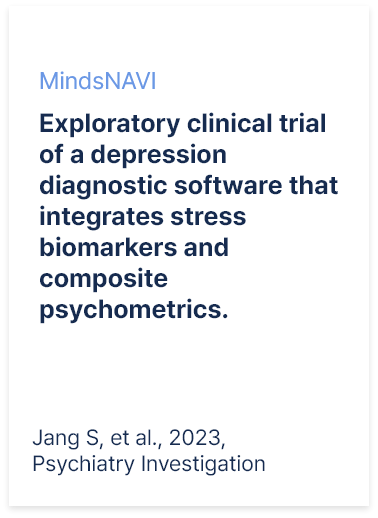 MindsNAVI
Exploratory clinical trial
of a depression
diagnostic software that
integrates stress
biomarkers and
composite
psychometrics.
Jang S, et al., 2023,
Psychiatry Investigation